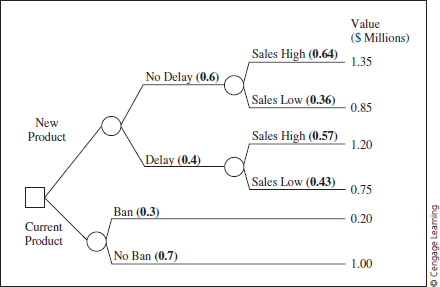 Value
($ Millions)
Sales High (0.64)
1.35
No Delay (0.6)
Sales Low (0.36)
0.85
New
Product
Sales High (0.57)
1.20
Delay (0.4)
Sales Low (0.43)
0.75
Ban (0.3)
0.20
Current
Product
No Ban (0.7)
1.00
© Cengage Learning